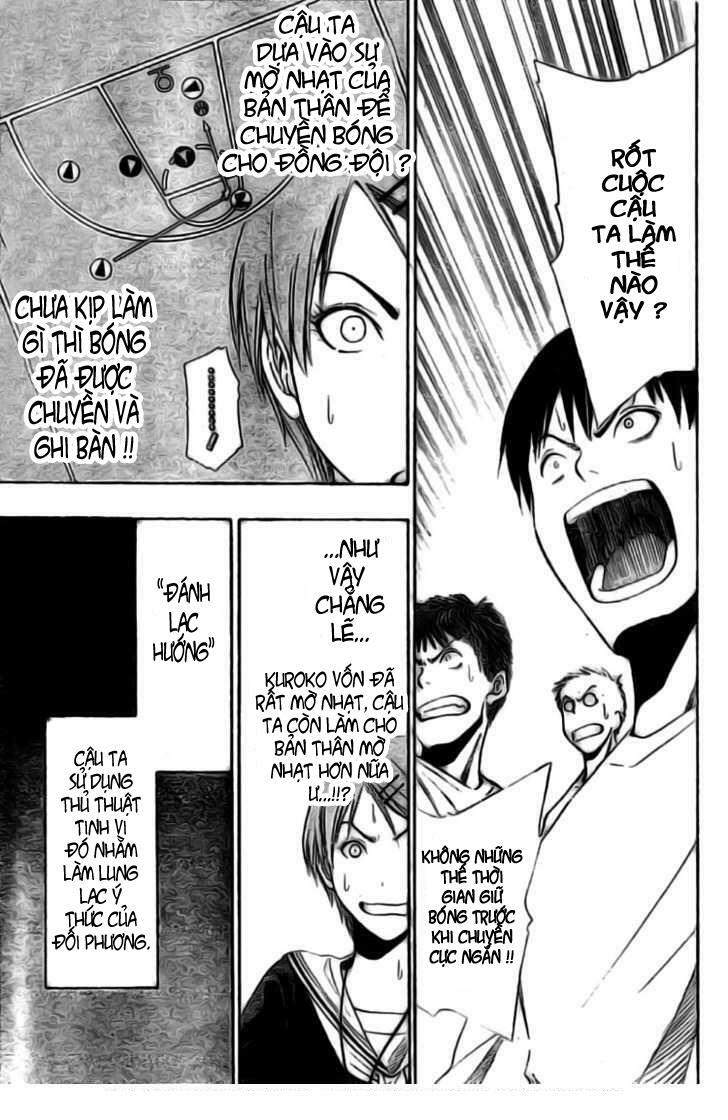 RỐT
CUỘC
CẬU
TA LÀM
THẾ
NÀO
VẬY ?
CẬU TA
DỰA VÀO SỰ
MỜ NHẠT CỦA
BẢN THÂN ĐỂ
CHUYỀN BÓNG
CHO ĐỒNG ĐỘI ?
CHƯA KỊP LÀM
GÌ THÌ BÓNG
ĐÃ ĐƯỢC
CHUYỀN VÀ
GHI BÀN !!
KHÔNG NHỮNG
THẾ THỜI
GIAN GIỮ
BÓNG TRƯỚC
KHI CHUYỀN
CỰC NGẮN !!
...NHƯ
VẬY
CHẲNG
LẼ...
KUROKO VỐN ĐÃ
RẤT MỜ NHẠT, CẬU
TA CÒN LÀM CHO
BẢN THÂN MỜ
NHẠT HƠN NỮA
Ư...!!?
“ĐÁNH
LẠC
HƯỚNG”
CẬU TA
SỬ DỤNG
THỦ THUẬT
TINH VI
ĐÓ NHẰM
LÀM LUNG
LẠC Ý
THỨC CỦA
ĐỐI PHƯƠNG.